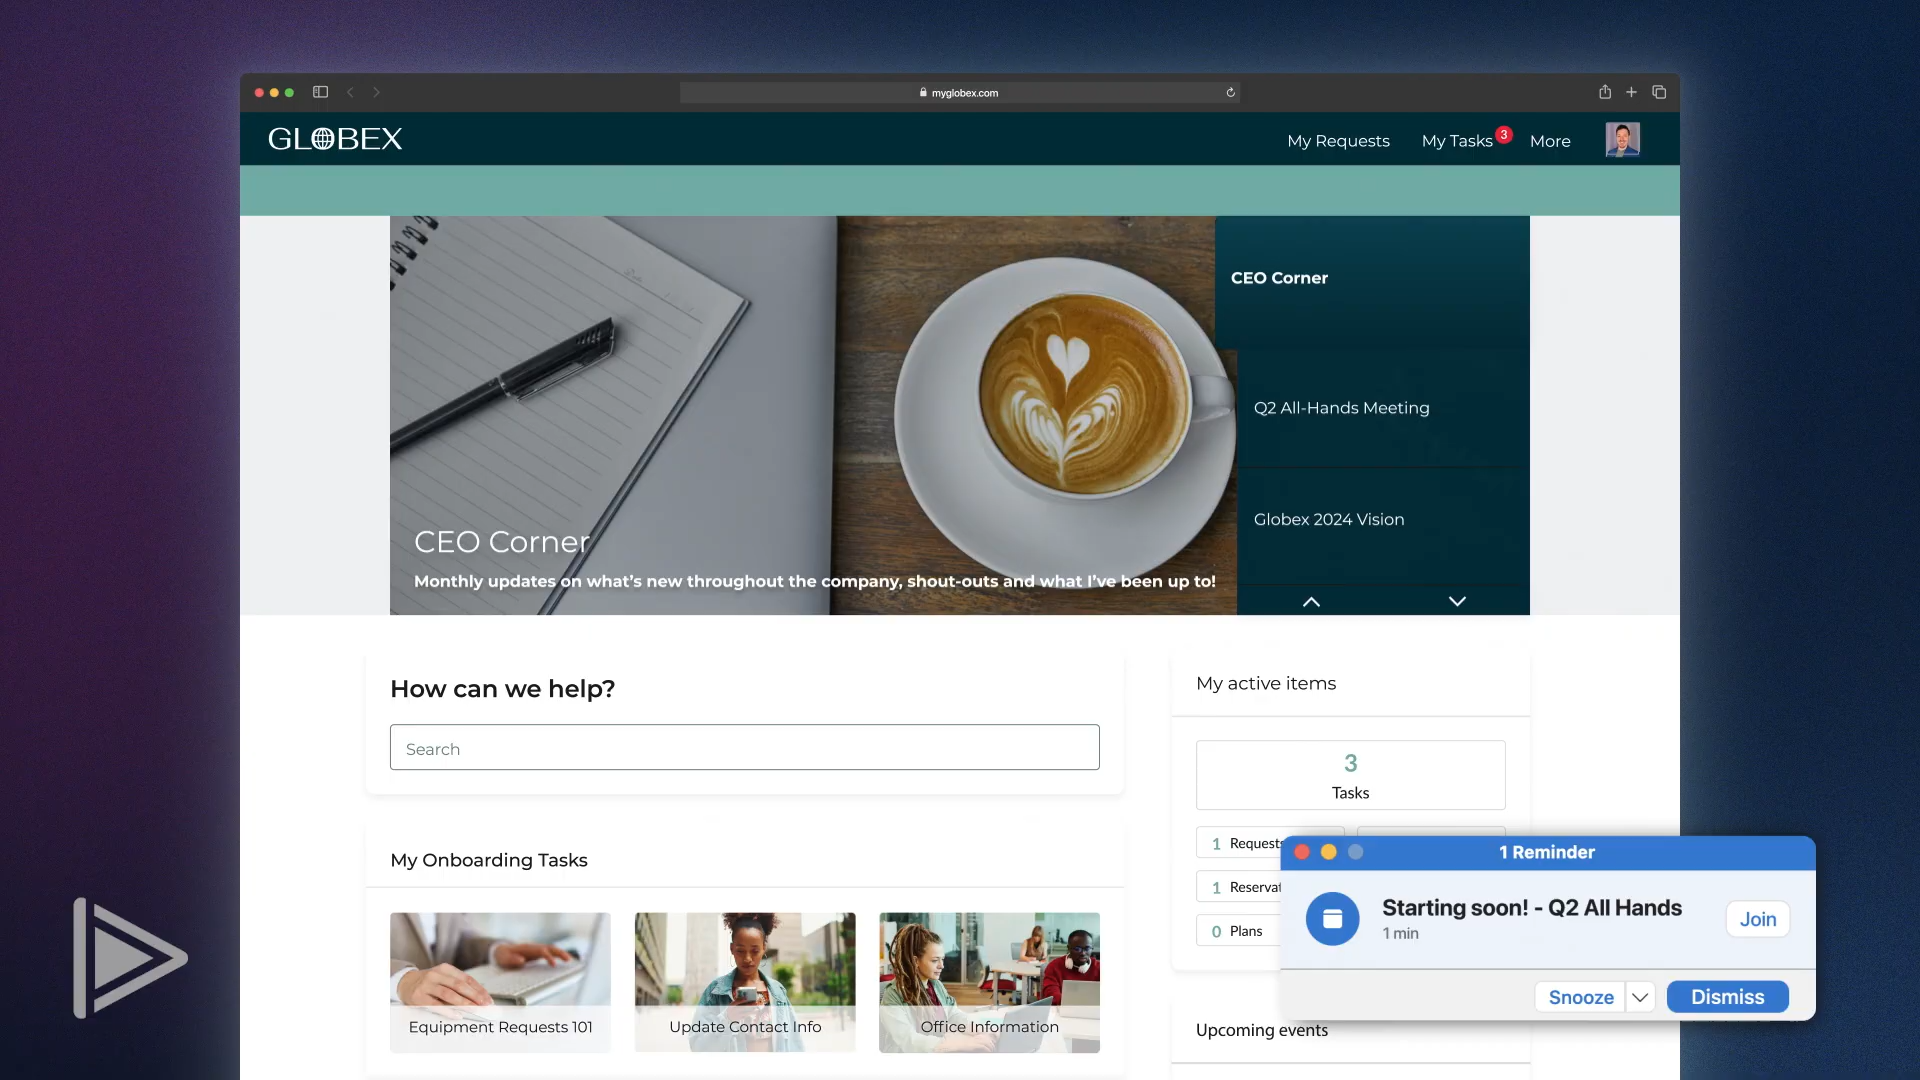 myglobex.com
GLOBEX
My Requests
My Tasks
3
More
CEO Corner
Q2 All-Hands Meeting
Globex 2024 Vision
CEO Corner
Monthly updates on what's new throughout the company, shout-outs and what I've been up to!
How can we help?
Search
My active items
3
Tasks
1 Requests
1
0 Plans
My Onboarding Tasks
Equipment Requests 101
Update Contact Info
Office Information
Upcoming events
1 Reminder
Starting soon! - Q2 All Hands
1 min
Join
Snooze
Dismiss